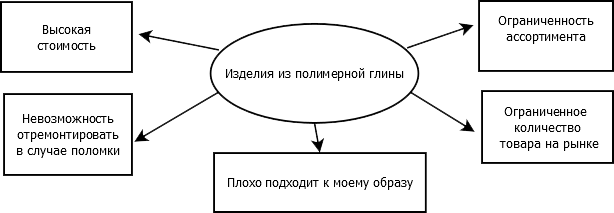 Высокая
стоимость
Ограниченность
ассортимента
Изделия из полимерной глины
Невозможность
отремонтировать
в случае поломки
Ограниченное
количество
товара на рынке
Плохо подходит к моему образу